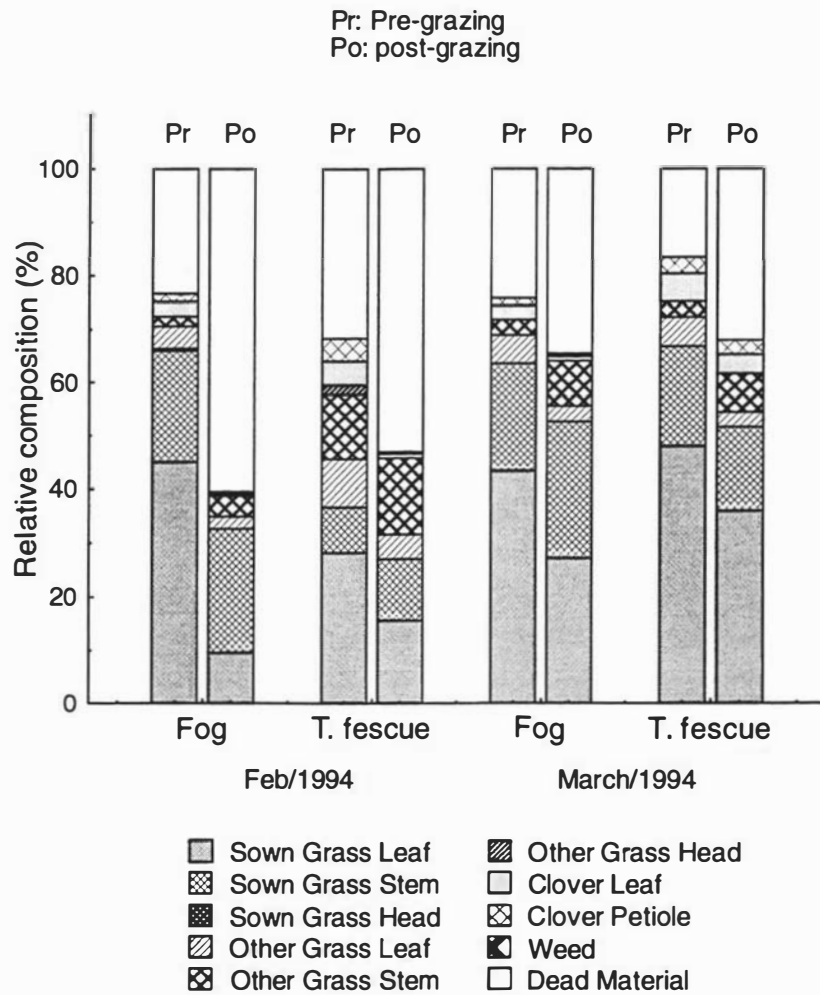 Pr: Pre-grazing
Po: post-grazing
Pr Po Pr Po Pr Po Pr Po
100
80
60
40
20
0
Relative composition (%)
Fog T. fescue Fog T. fescue
Feb/1994 March/1994
Sown Grass Leaf
Sown Grass Stem
Sown Grass Head
Other Grass Leaf
Other Grass Stem
Other Grass Head
Clover Leaf
Clover Petiole
Weed
Dead Material